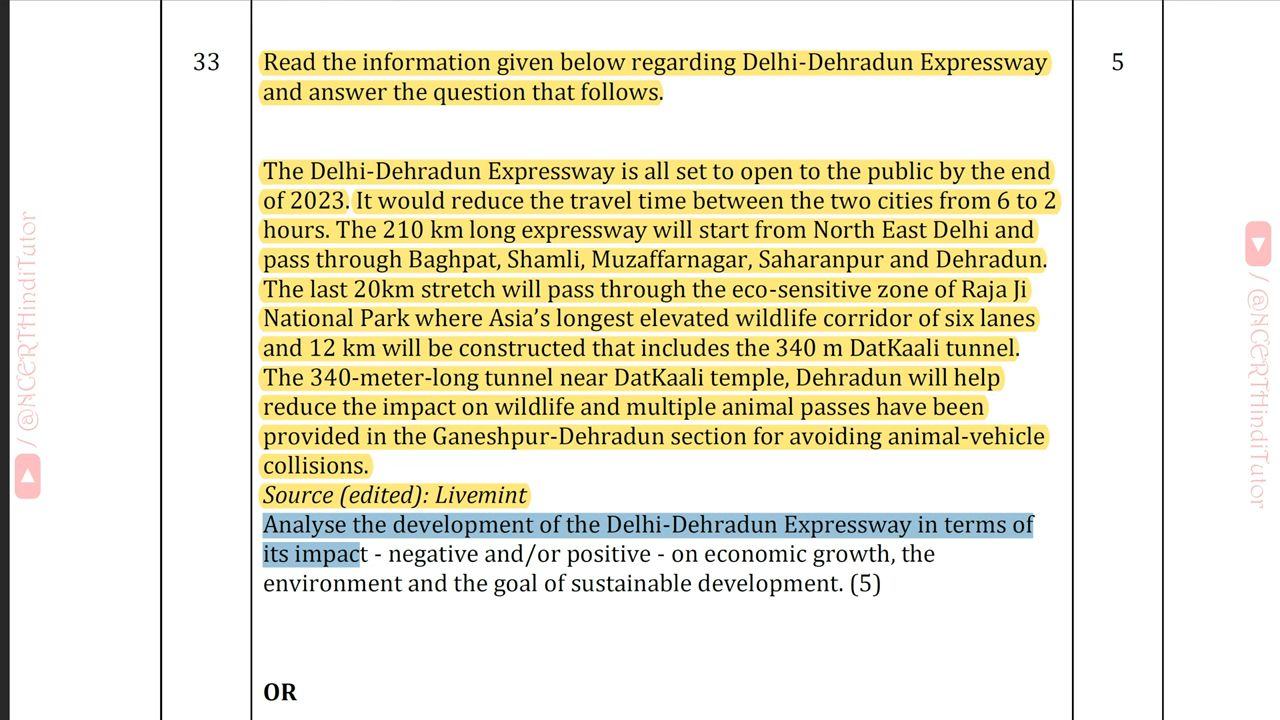 33
Read the information given below regarding Delhi-Dehradun Expressway
5
and answer the question that follows.
The Delhi-Dehradun Expressway is all set to open to the public by the end
of 2023. It would reduce the travel time between the two cities from 6 to 2
hours. The 210 km long expressway will start from North East Delhi and
pass through Baghpat, Shamli, Muzaffarnagar, Saharanpur and Dehradun.
The last 20km stretch will pass through the eco-sensitive zone of Raja Ji
National Park where Asia's longest elevated wildlife corridor of six lanes
and 12 km will be constructed that includes the 340 m DatKaali tunnel.
The 340-meter-long tunnel near DatKaali temple, Dehradun will help
reduce the impact on wildlife and multiple animal passes have been
provided in the Ganeshpur-Dehradun section for avoiding animal-vehicle
collisions.
Source (edited): Livemint
Analyse the development of the Delhi-Dehradun Expressway in terms of
its impact - negative and/or positive - on economic growth, the
environment and the goal of sustainable development. (5)
OR
/ @NCERTHindiTutor
/ @NCERTHindiTutor